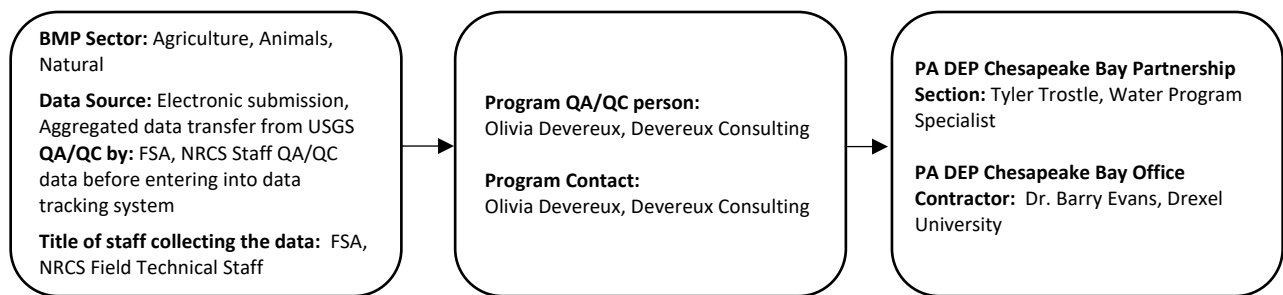 BMP Sector: Agriculture, Animals,
Natural
Data Source: Electronic submission,
Aggregated data transfer from USGS
QA/QC by: FSA, NRCS Staff QA/QC
data before entering into data
tracking system
Title of staff collecting the data: FSA,
NRCS Field Technical Staff
Program QA/QC person:
Olivia Devereux, Devereux Consulting
Program Contact:
Olivia Devereux, Devereux Consulting
PA DEP Chesapeake Bay Partnership
Section: Tyler Trostle, Water Program
Specialist
PA DEP Chesapeake Bay Office
Contractor: Dr. Barry Evans, Drexel
University